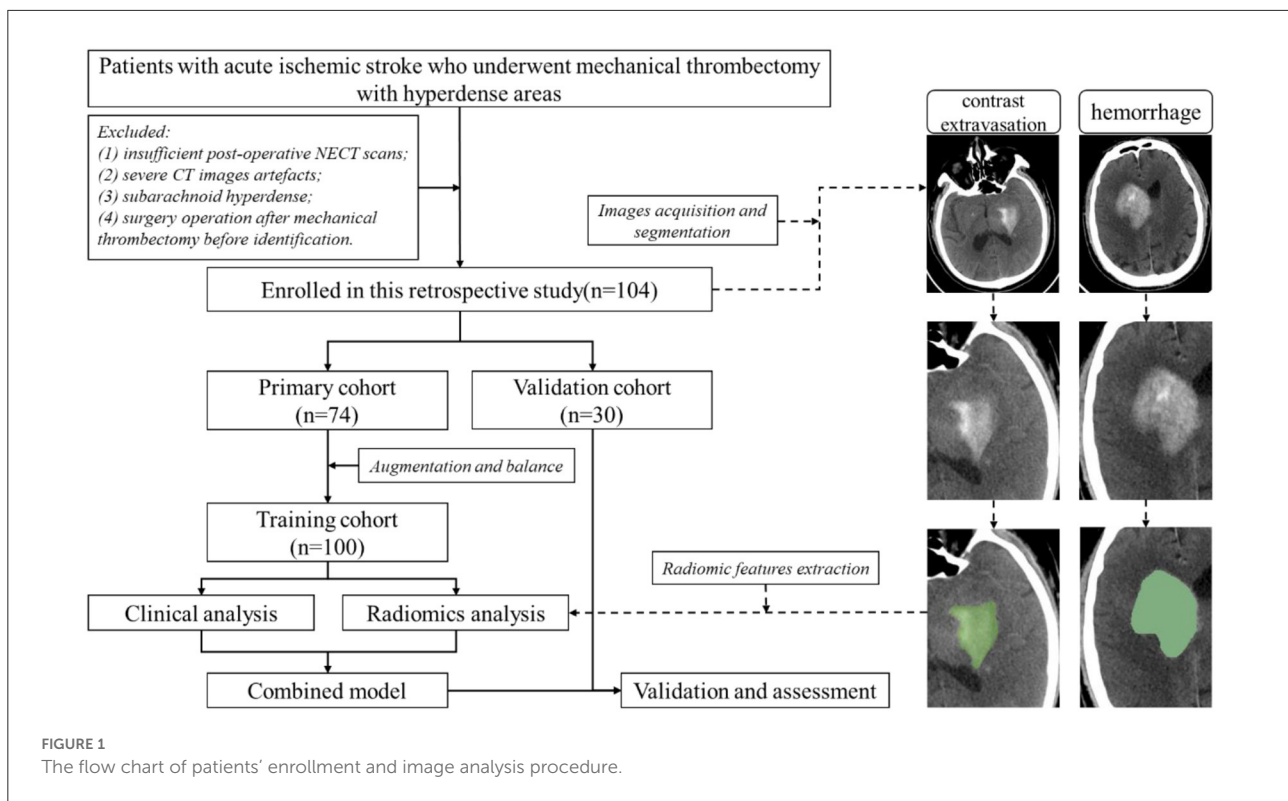 Patients with acute ischemic stroke who underwent mechanical thrombectomy
with hyperdense areas
Excluded:
(1) insufficient post-operative NECT scans;
(2) severe CT images artefacts;
(3) subarachnoid hyperdense;
(4) surgery operation after mechanical
thrombectomy before identification.
Enrolled in this retrospective study(n=104)
Primary cohort
(n=74)
Validation cohort
(n=30)
Augmentation and balance
Training cohort
(n=100)
Clinical analysis
Radiomics analysis
Combined model
Validation and assessment
Images acquisition and
segmentation
Radiomic features extraction
contrast
extravasation
hemorrhage
FIGURE 1
The flow chart of patients' enrollment and image analysis procedure.